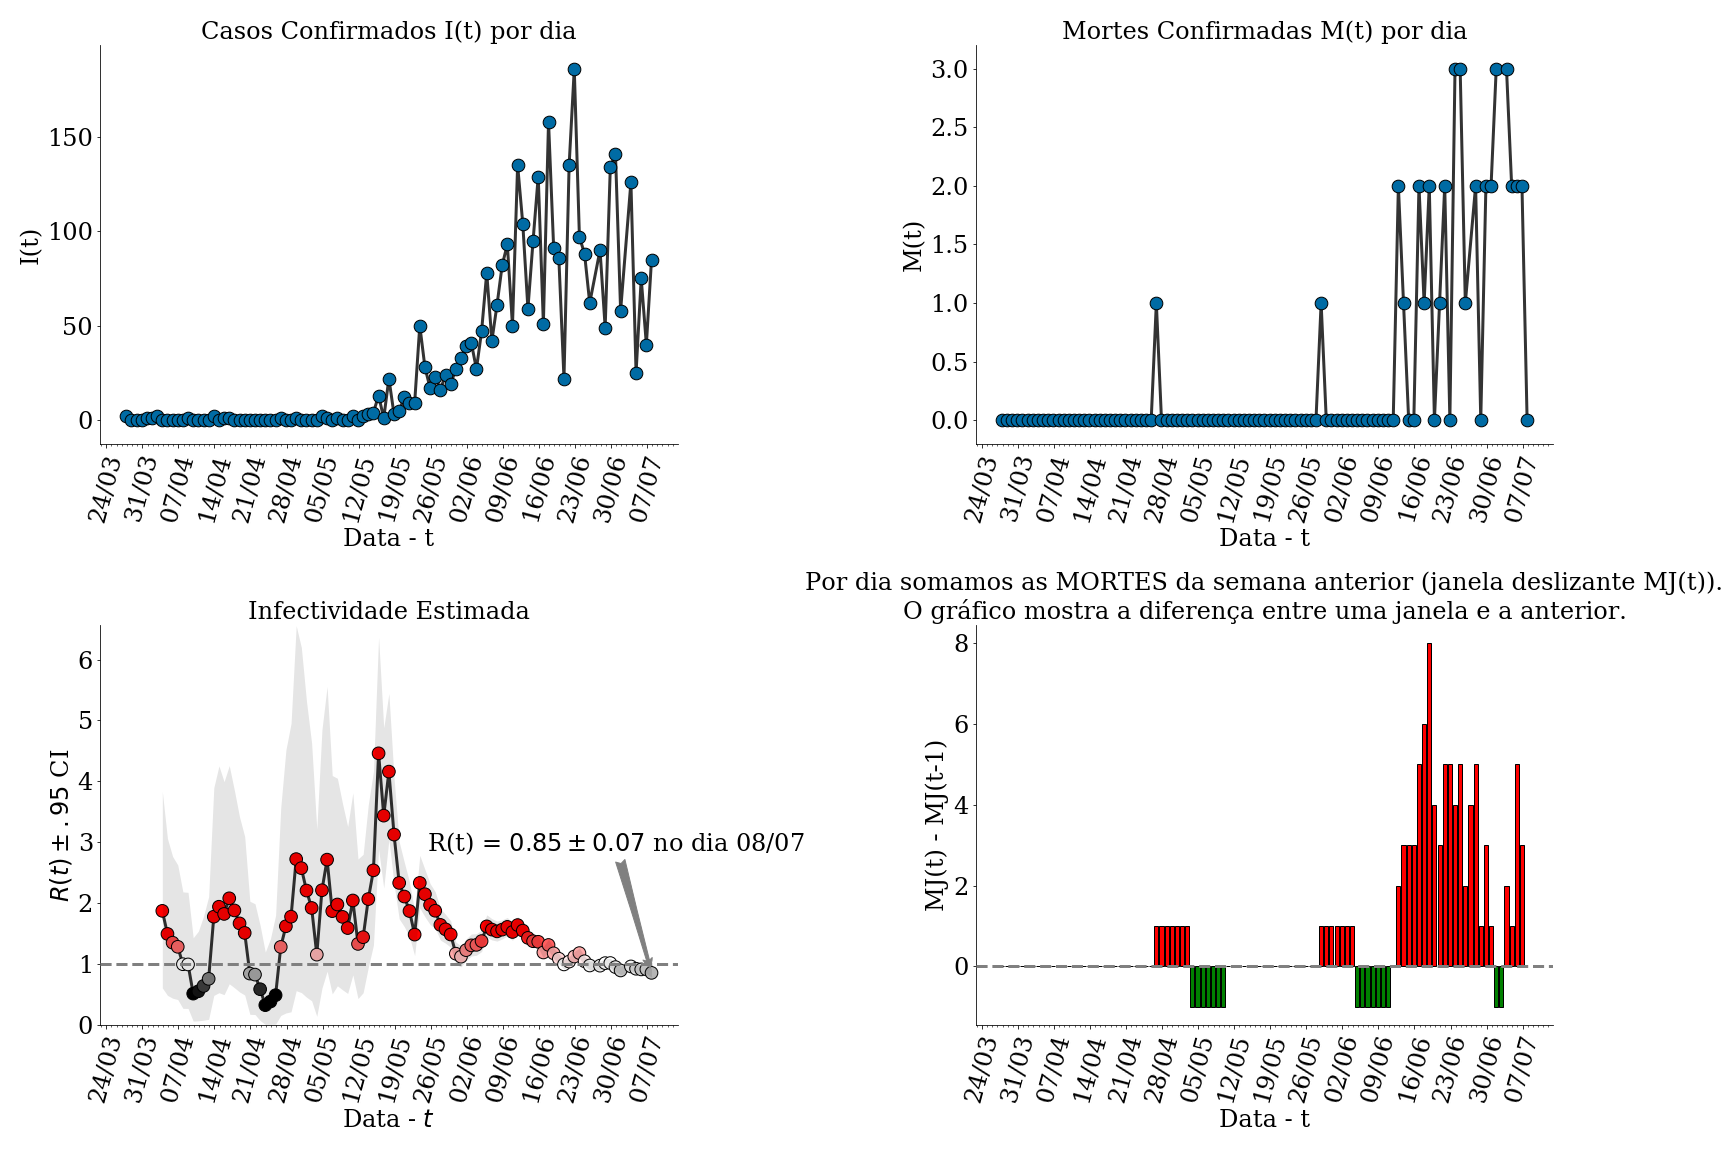 Casos Confirmados I(t) por dia
I(t)
150
100
50
0
24/03 31/03 07/04 14/04 21/04 28/04 05/05 12/05 19/05 26/05 02/06 09/06 16/06 23/06 30/06 07/07
Data - t
Mortes Confirmadas M(t) por dia
M(t)
3.0
2.5
2.0
1.5
1.0
0.5
0.0
24/03 31/03 07/04 14/04 21/04 28/04 05/05 12/05 19/05 26/05 02/06 09/06 16/06 23/06 30/06 07/07
Data - t
Infectividade Estimada
R(t) ± .95 CI
6
5
4
3
2
1
0
R(t) = 0.85 ± 0.07 no dia 08/07
24/03 31/03 07/04 14/04 21/04 28/04 05/05 12/05 19/05 26/05 02/06 09/06 16/06 23/06 30/06 07/07
Data - t
Por dia somamos as MORTES da semana anterior (janela deslizante MJ(t)).
O gráfico mostra a diferença entre uma janela e a anterior.
MJ(t) - MJ(t-1)
8
6
4
2
0
24/03 31/03 07/04 14/04 21/04 28/04 05/05 12/05 19/05 26/05 02/06 09/06 16/06 23/06 30/06 07/07
Data - t